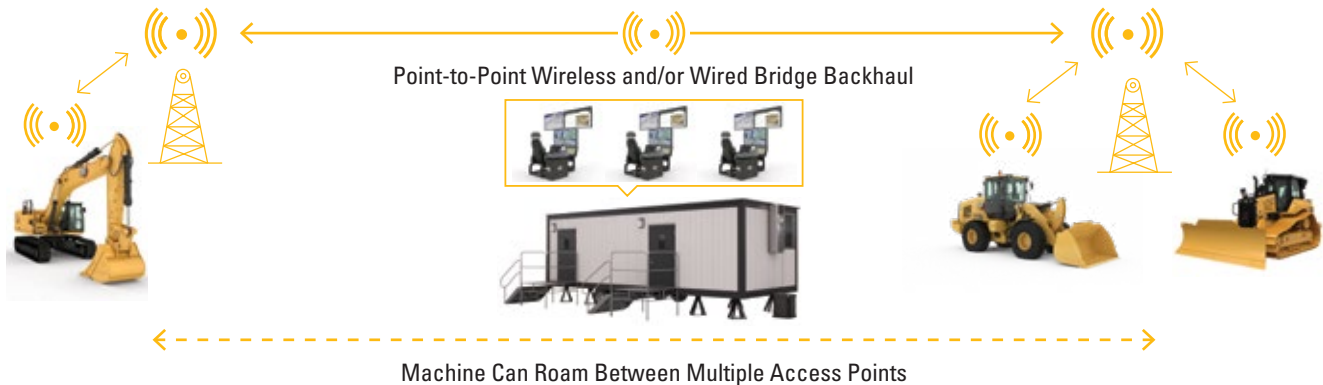 Point-to-Point Wireless and/or Wired Bridge Backhaul
Machine Can Roam Between Multiple Access Points